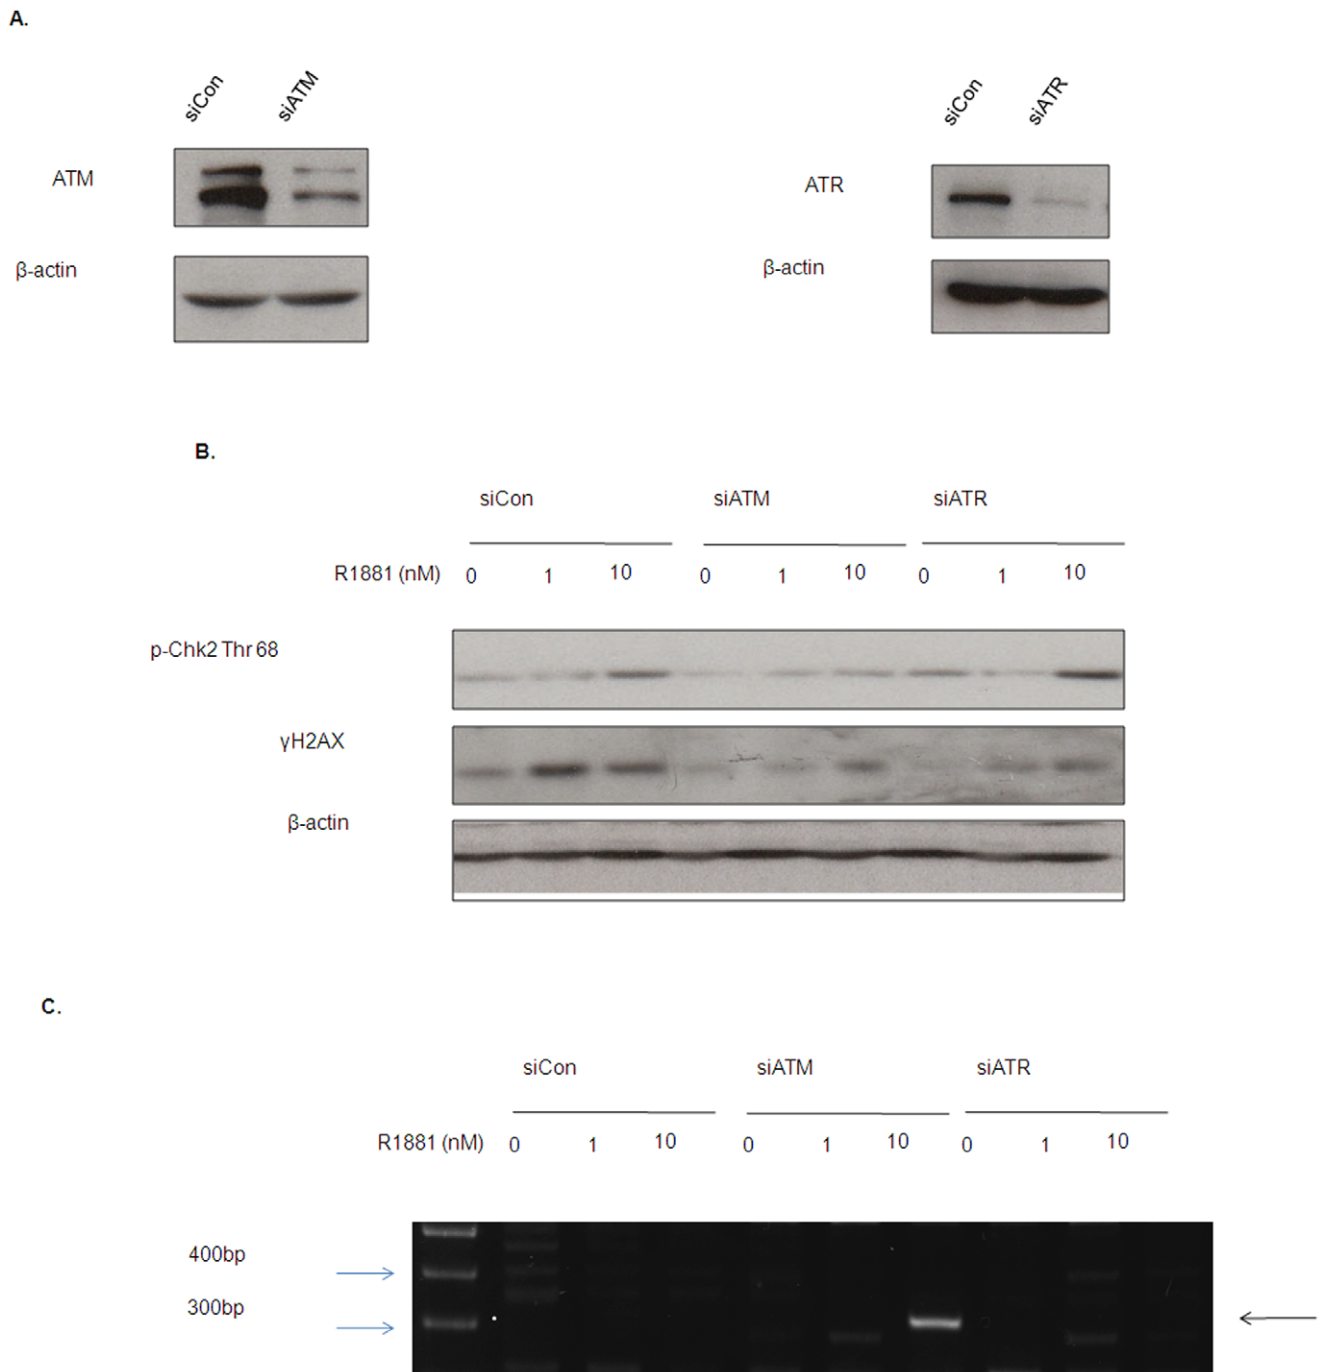 A.
siCon siATM
siCon siATR
ATM
ATR
β-actin
β-actin
B.
siCon siATM siATR
R1881 (nM) 0 1 10 0 1 10 0 1 10
p-Chk2 Thr 68
γH2AX
β-actin
C.
siCon siATM siATR
R1881 (nM) 0 1 10 0 1 10 0 1 10
400bp
300bp